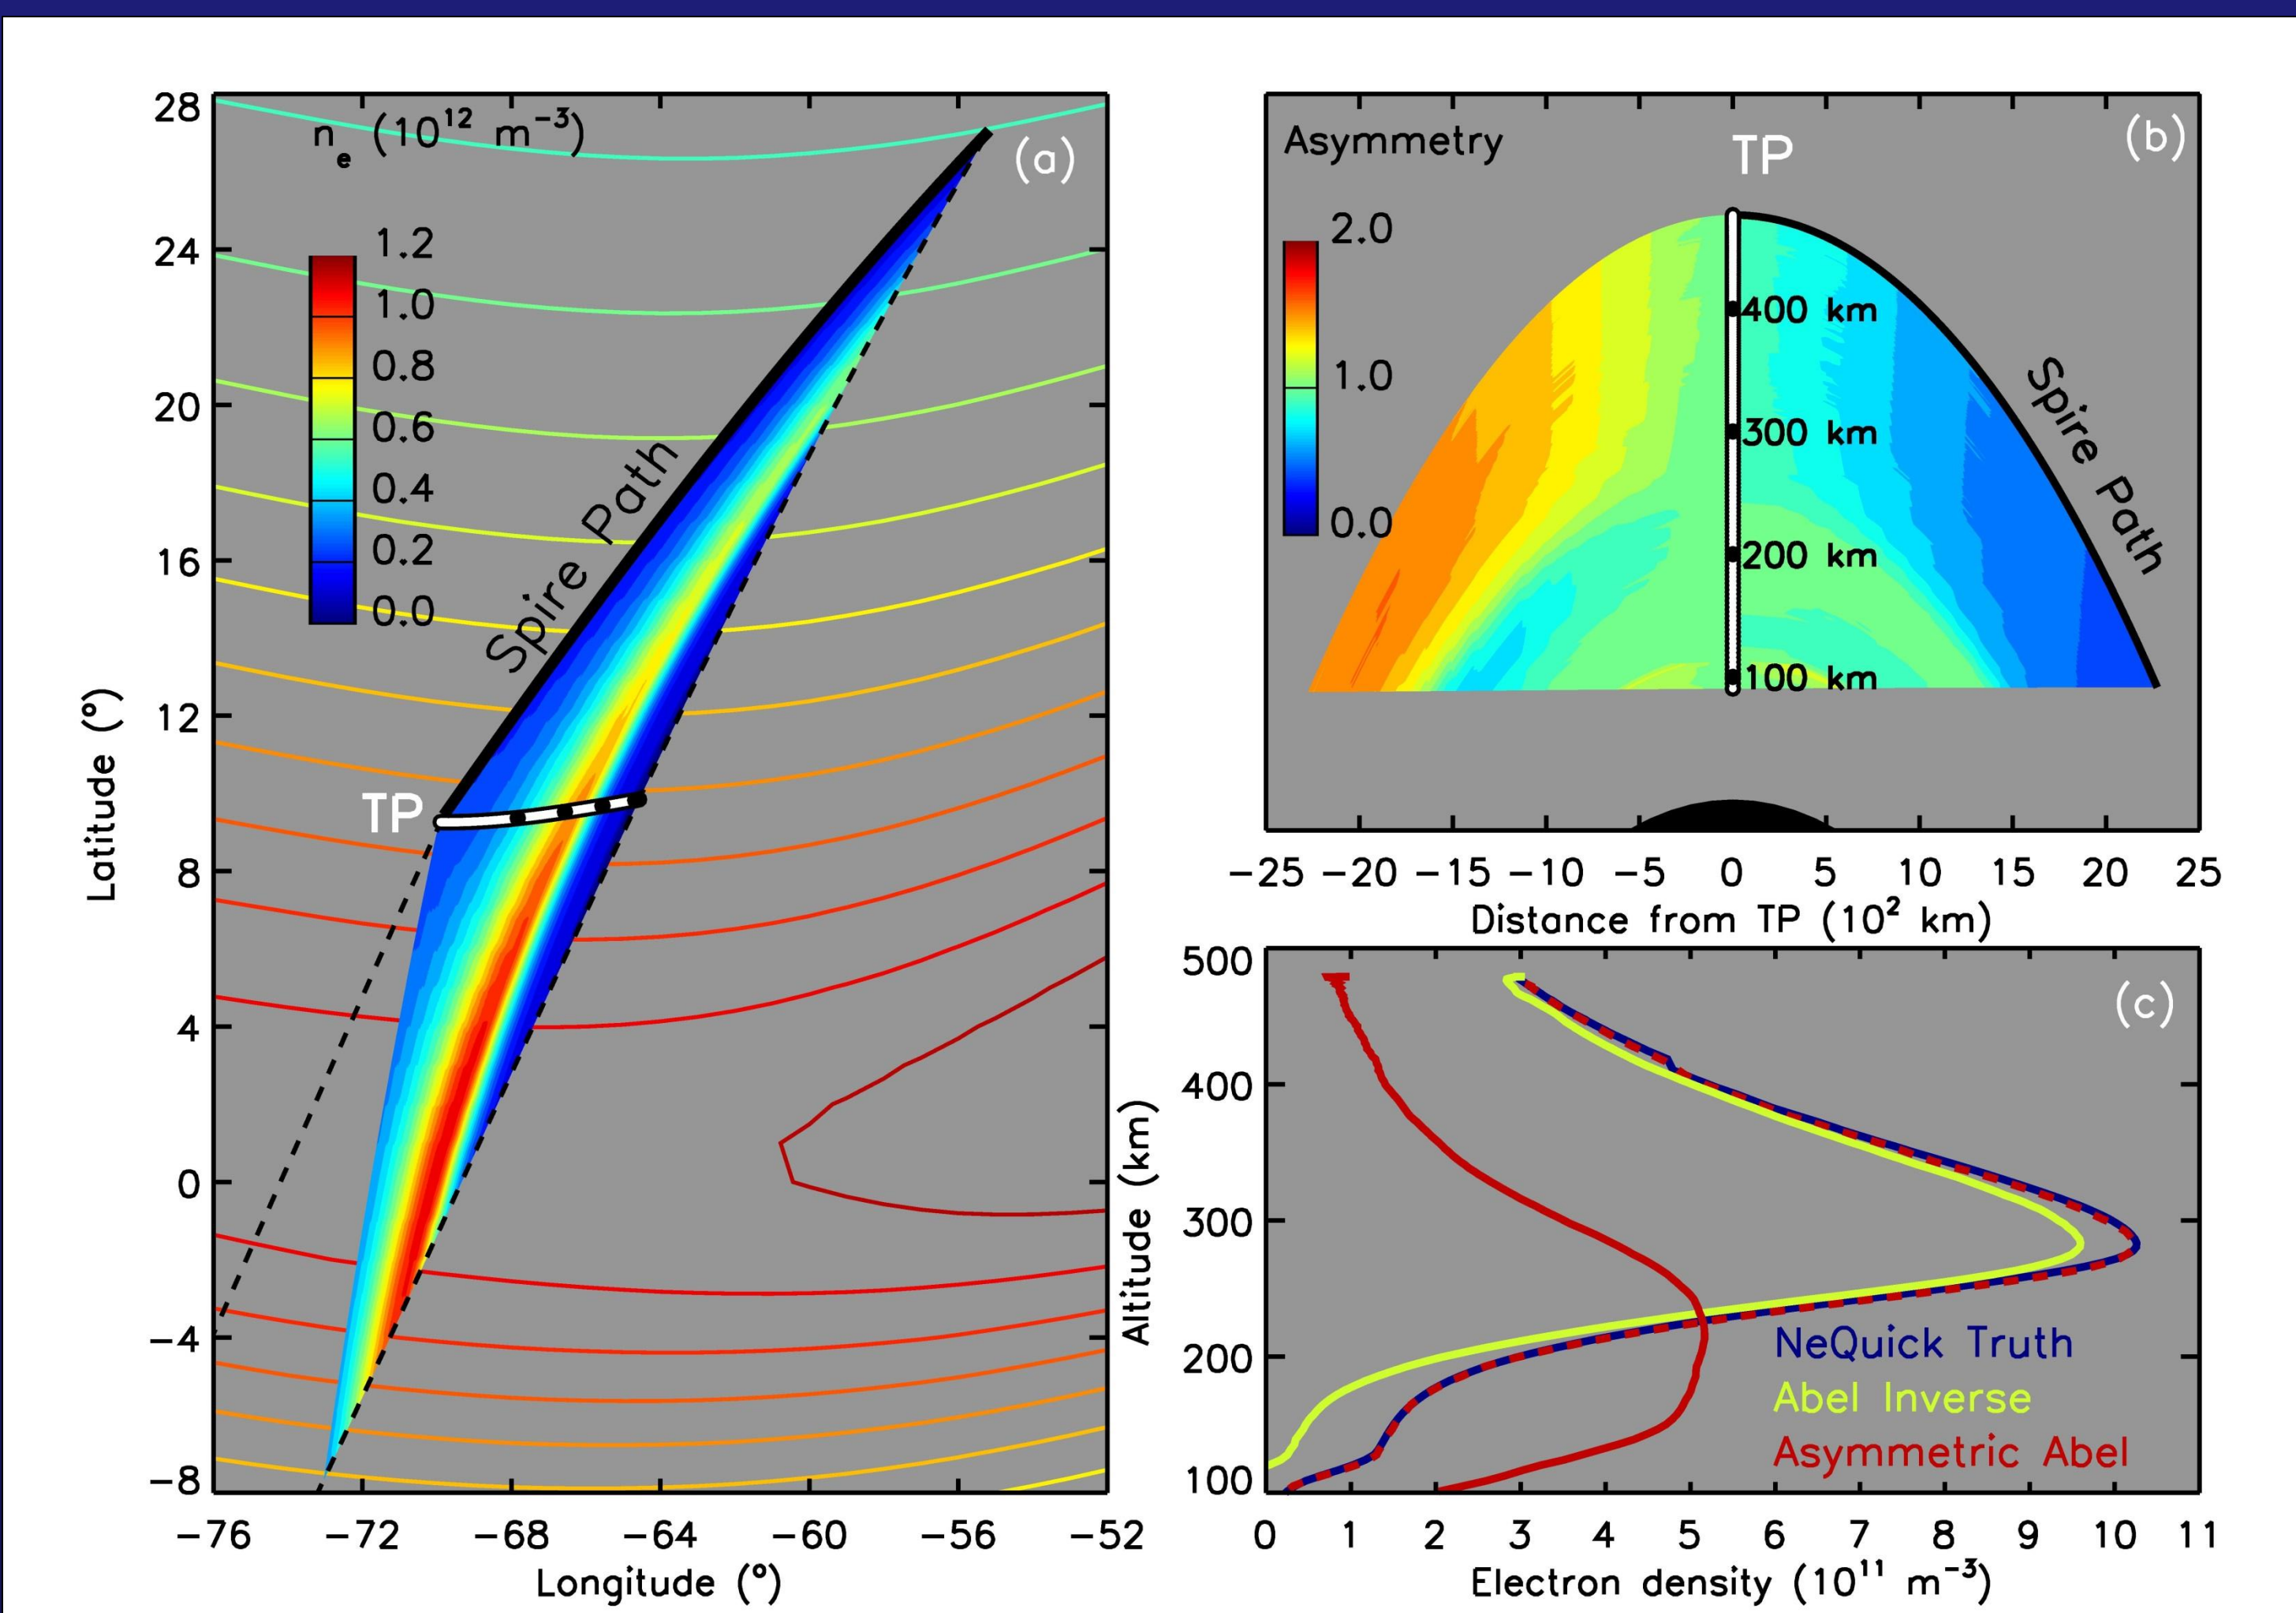 n_e (10^12 m^-3)
(a)
1.2
1.0
0.8
0.6
0.4
0.2
0.0
Spire Path
TP
28
24
20
16
12
8
4
0
−4
−8
Latitude (°)
−76 −72 −68 −64 −60 −56 −52
Longitude (°)
Asymmetry
TP
(b)
2.0
1.0
0.0
400 km
300 km
200 km
100 km
Spire Path
−25 −20 −15 −10 −5 0 5 10 15 20 25
Distance from TP (10^2 km)
(c)
500
400
300
200
100
Altitude (km)
NeQuick Truth
Abel Inverse
Asymmetric Abel
0 1 2 3 4 5 6 7 8 9 10 11
Electron density (10^11 m^-3)